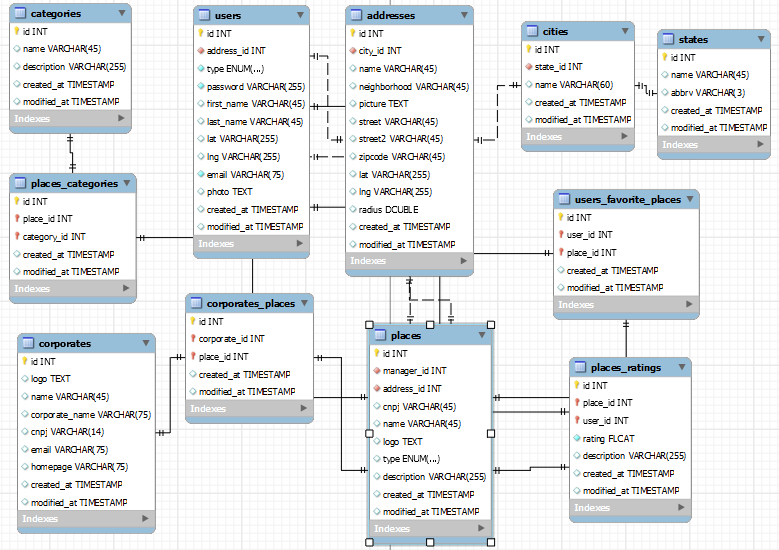 categories
id INT
name VARCHAR(45)
description VARCHAR(255)
created_at TIMESTAMP
modified_at TIMESTAMP
Indexes
users
id INT
address_id INT
type ENUM(...)
password VARCHAR(255)
first_name VARCHAR(45)
last_name VARCHAR(45)
lat VARCHAR(255)
lng VARCHAR(255)
email VARCHAR(75)
photo TEXT
created_at TIMESTAMP
modified_at TIMESTAMP
Indexes
addresses
id INT
city_id INT
name VARCHAR(45)
neighborhood VARCHAR(45)
picture TEXT
street VARCHAR(45)
street2 VARCHAR(45)
zipcode VARCHAR(45)
lat VARCHAR(255)
lng VARCHAR(255)
radius DOUBLE
created_at TIMESTAMP
modified_at TIMESTAMP
Indexes
cities
id INT
state_id INT
name VARCHAR(60)
created_at TIMESTAMP
modified_at TIMESTAMP
Indexes
states
id INT
name VARCHAR(45)
abbrv VARCHAR(3)
created_at TIMESTAMP
modified_at TIMESTAMP
Indexes
places_categories
id INT
place_id INT
category_id INT
created_at TIMESTAMP
modified_at TIMESTAMP
Indexes
users_favorite_places
id INT
user_id INT
place_id INT
created_at TIMESTAMP
modified_at TIMESTAMP
Indexes
corporates_places
id INT
corporate_id INT
place_id INT
created_at TIMESTAMP
modified_at TIMESTAMP
Indexes
corporates
id INT
logo TEXT
name VARCHAR(45)
corporate_name VARCHAR(75)
cnpj VARCHAR(14)
email VARCHAR(75)
homepage VARCHAR(75)
created_at TIMESTAMP
modified_at TIMESTAMP
Indexes
places
id INT
manager_id INT
address_id INT
cnpj VARCHAR(45)
name VARCHAR(45)
logo TEXT
type ENUM(...)
description VARCHAR(255)
created_at TIMESTAMP
modified_at TIMESTAMP
Indexes
places_ratings
id INT
place_id INT
user_id INT
rating FLOAT
description VARCHAR(255)
created_at TIMESTAMP
modified_at TIMESTAMP
Indexes